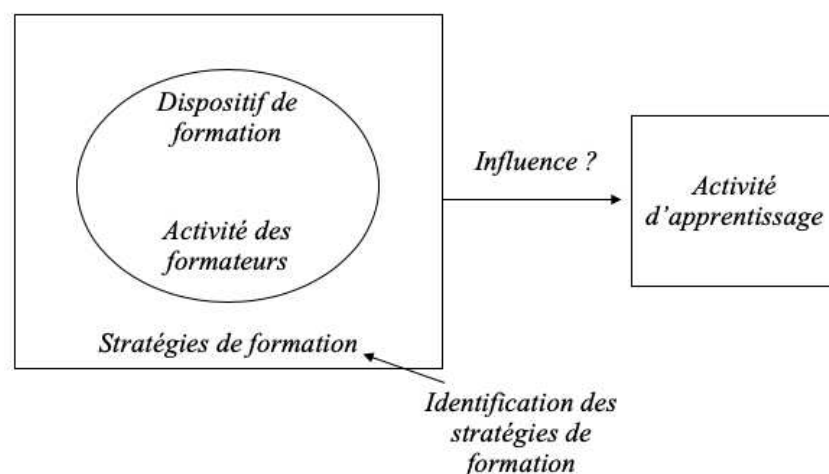 Dispositif de
formation
Activité des
formateurs
Stratégies de formation
Influence ?
Activité
d'apprentissage
Identification des
stratégies de
formation